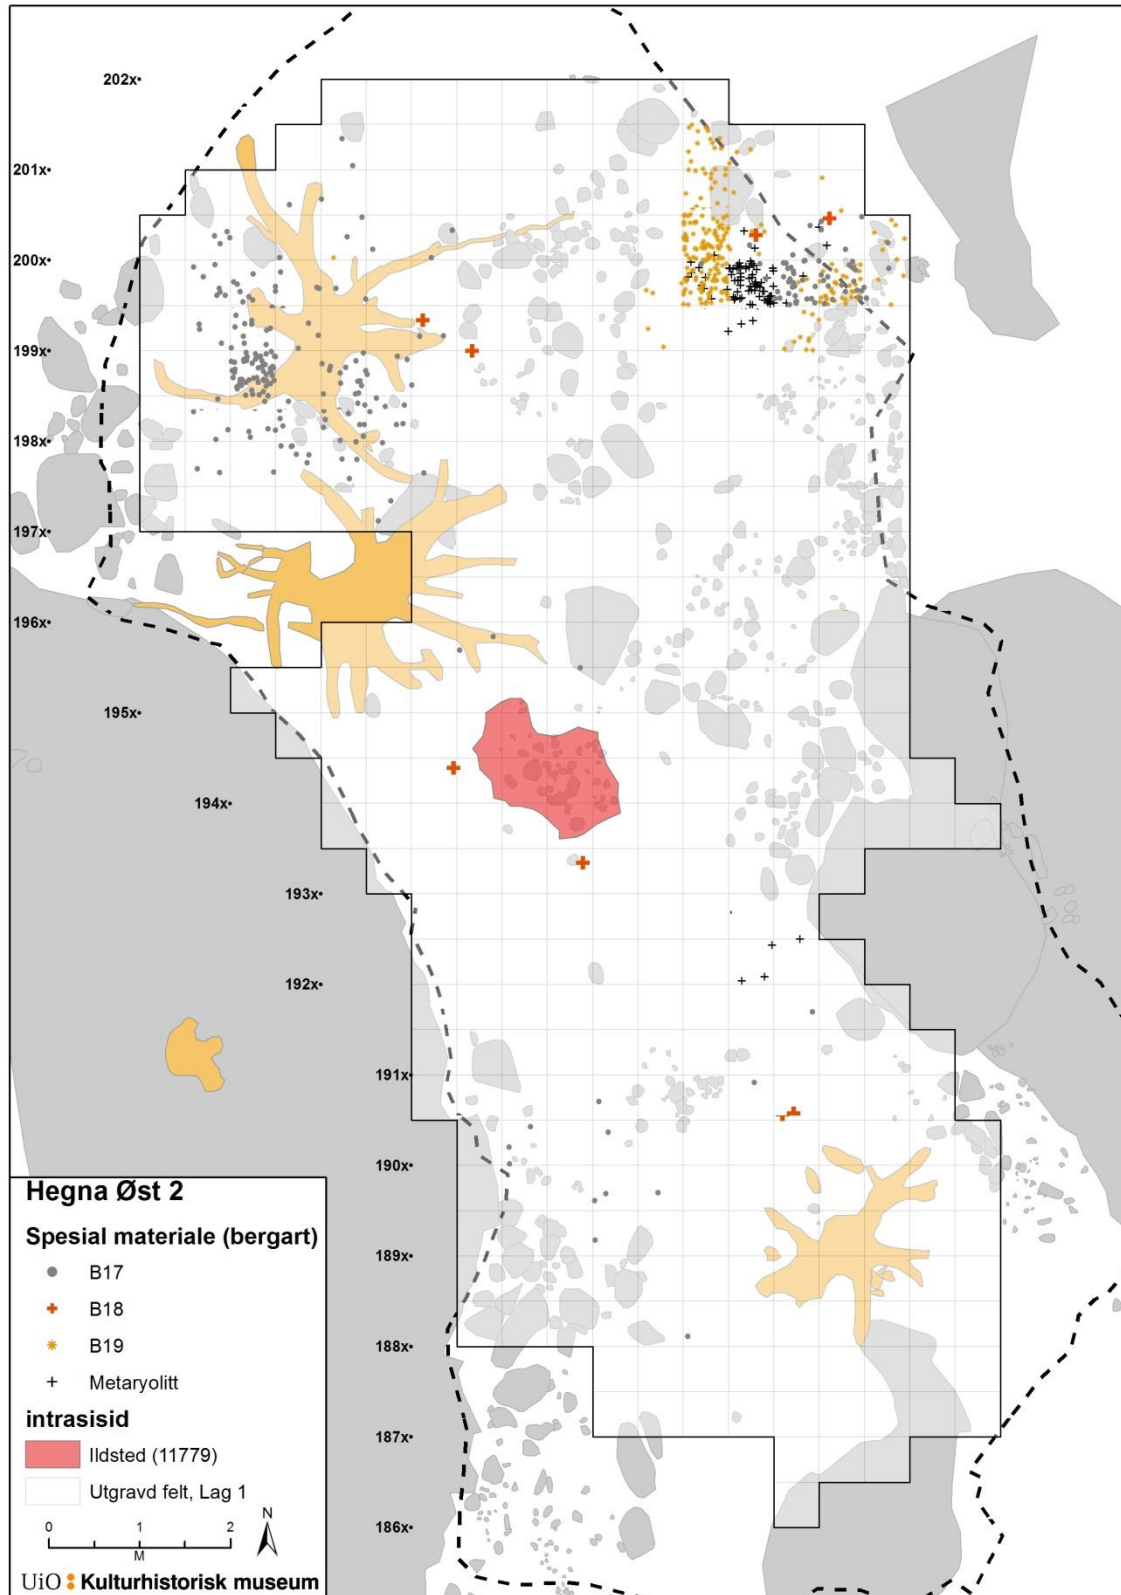 202x
201x
200x
199x
198x
197x
196x
195x
194x
193x
192x
191x
190x
189x
188x
187x
186x
Hegna Øst 2
Spesial materiale (bergart)
B17
B18
B19
Metaryolitt
intrasisid
Ildsted (11779)
Utgravd felt, Lag 1
N
0 1 2
M
UiO Kulturhistorisk museum